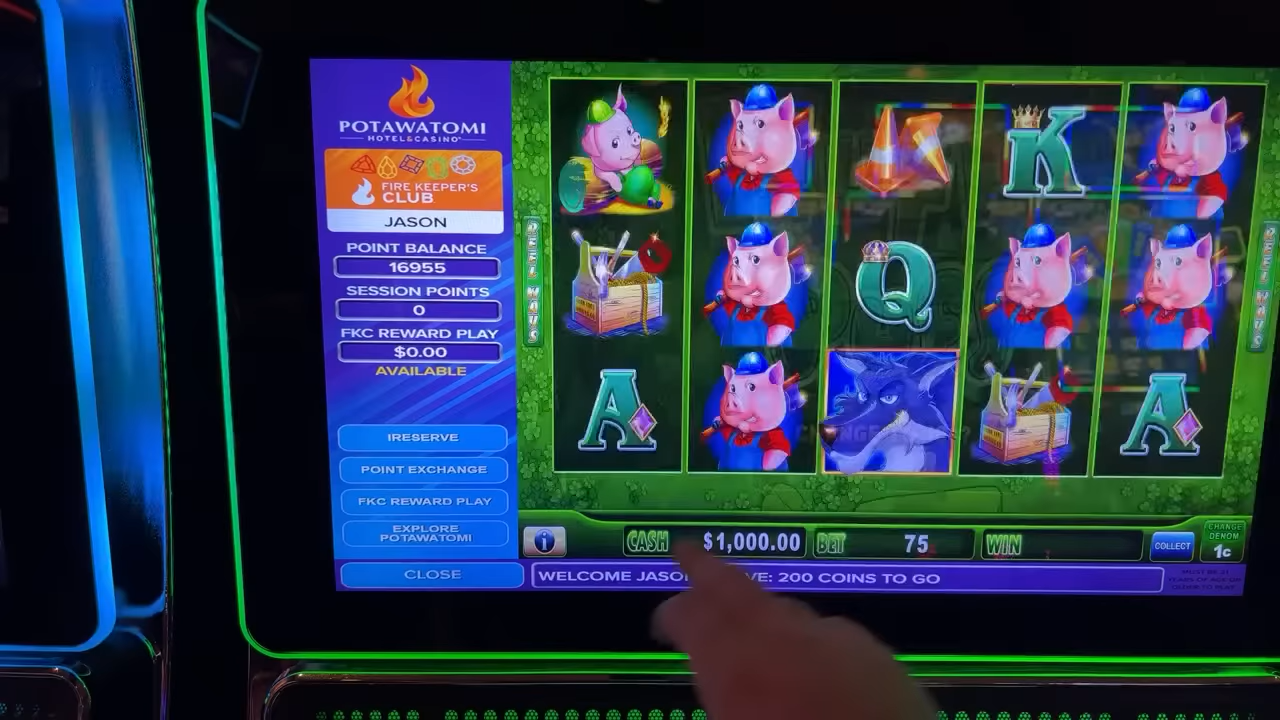 POTAWATOMI
HOTEL & CASINO
FIRE KEEPER'S
CLUB
JASON
POINT BALANCE
16955
SESSION POINTS
0
FKC REWARD PLAY
$0.00
AVAILABLE
IRESERVE
POINT EXCHANGE
FKC REWARD PLAY
EXPLORE
POTAWATOMI
CLOSE
K
Q
A
A
CASH $1,000.00 BET 75 WIN
COLLECT
CHANGE
DENOM
1c
WELCOME JASON VE: 200 COINS TO GO